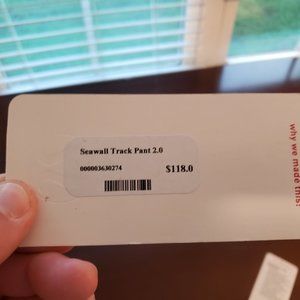 Seawall Track Pant 2.0
000003630274
$118.0
why we made this: